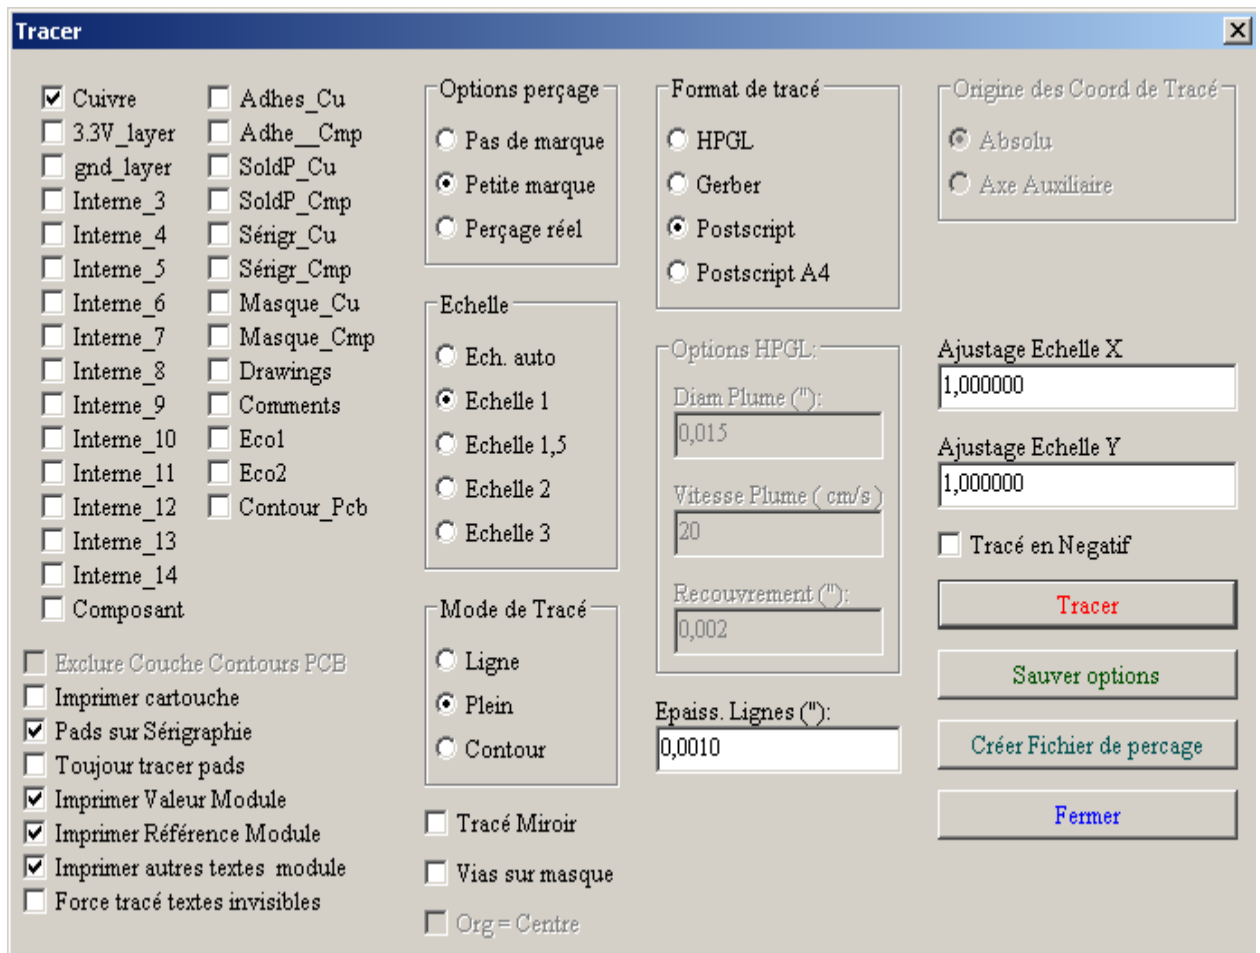 Tracer
Cuivre
3.3V_layer
gnd_layer
Interne_3
Interne_4
Interne_5
Interne_6
Interne_7
Interne_8
Interne_9
Interne_10
Interne_11
Interne_12
Interne_13
Interne_14
Composant
Adhes_Cu
Adhe__Cmp
SoldP_Cu
SoldP_Cmp
Sérigr_Cu
Sérigr_Cmp
Masque_Cu
Masque_Cmp
Drawings
Comments
Eco1
Eco2
Contour_Pcb
Exclure Couche Contours PCB
Imprimer cartouche
Pads sur Sérigraphie
Toujour tracer pads
Imprimer Valeur Module
Imprimer Référence Module
Imprimer autres textes module
Force tracé textes invisibles
Options perçage
Pas de marque
Petite marque
Perçage réel
Echelle
Ech. auto
Echelle 1
Echelle 1,5
Echelle 2
Echelle 3
Mode de Tracé
Ligne
Plein
Contour
Tracé Miroir
Vias sur masque
Org = Centre
Format de tracé
HPGL
Gerber
Postscript
Postscript A4
Options HPGL:
Diam Plume ("):
0,015
Vitesse Plume ( cm/s )
20
Recouvrement ("):
0,002
Epaiss. Lignes ("):
0,0010
Origine des Coord de Tracé
Absolu
Axe Auxiliaire
Ajustage Echelle X
1,000000
Ajustage Echelle Y
1,000000
Tracé en Negatif
Tracer
Sauver options
Créer Fichier de percage
Fermer